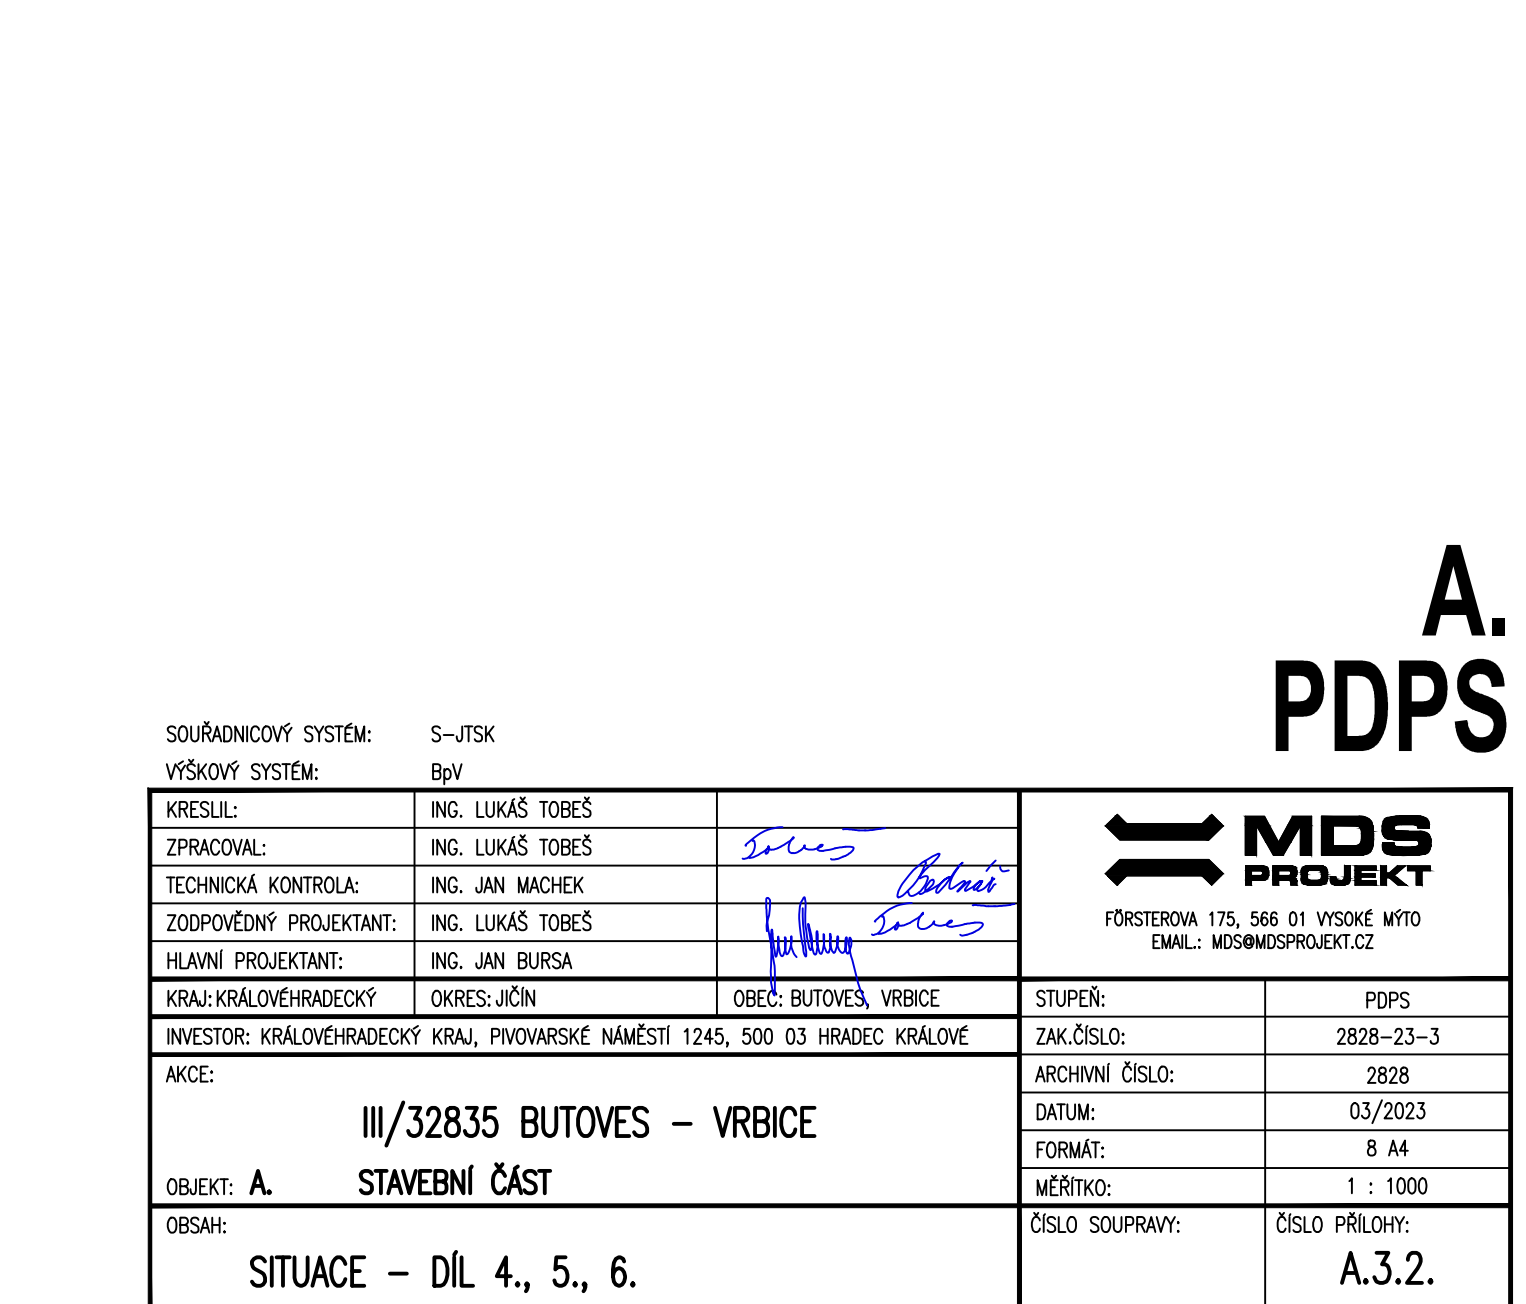 A.
PDPS
SOUŘADNICOVÝ SYSTÉM: S-JTSK
VÝŠKOVÝ SYSTÉM: BpV
KRESLIL: ING. LUKÁŠ TOBEŠ
ZPRACOVAL: ING. LUKÁŠ TOBEŠ Tobeš
TECHNICKÁ KONTROLA: ING. JAN MACHEK Bednář
ZODPOVĚDNÝ PROJEKTANT: ING. LUKÁŠ TOBEŠ Tobeš
HLAVNÍ PROJEKTANT: ING. JAN BURSA
MDS
PROJEKT
FÖRSTEROVA 175, 566 01 VYSOKÉ MÝTO
EMAIL.: MDS@MDSPROJEKT.CZ
KRAJ: KRÁLOVÉHRADECKÝ OKRES: JIČÍN OBEC: BUTOVES, VRBICE
INVESTOR: KRÁLOVÉHRADECKÝ KRAJ, PIVOVARSKÉ NÁMĚSTÍ 1245, 500 03 HRADEC KRÁLOVÉ
AKCE:
III/32835 BUTOVES – VRBICE
OBJEKT: A. STAVEBNÍ ČÁST
OBSAH:
SITUACE – DÍL 4., 5., 6.
STUPEŇ: PDPS
ZAK.ČÍSLO: 2828-23-3
ARCHIVNÍ ČÍSLO: 2828
DATUM: 03/2023
FORMÁT: 8 A4
MĚŘÍTKO: 1 : 1000
ČÍSLO SOUPRAVY: ČÍSLO PŘÍLOHY:
A.3.2.